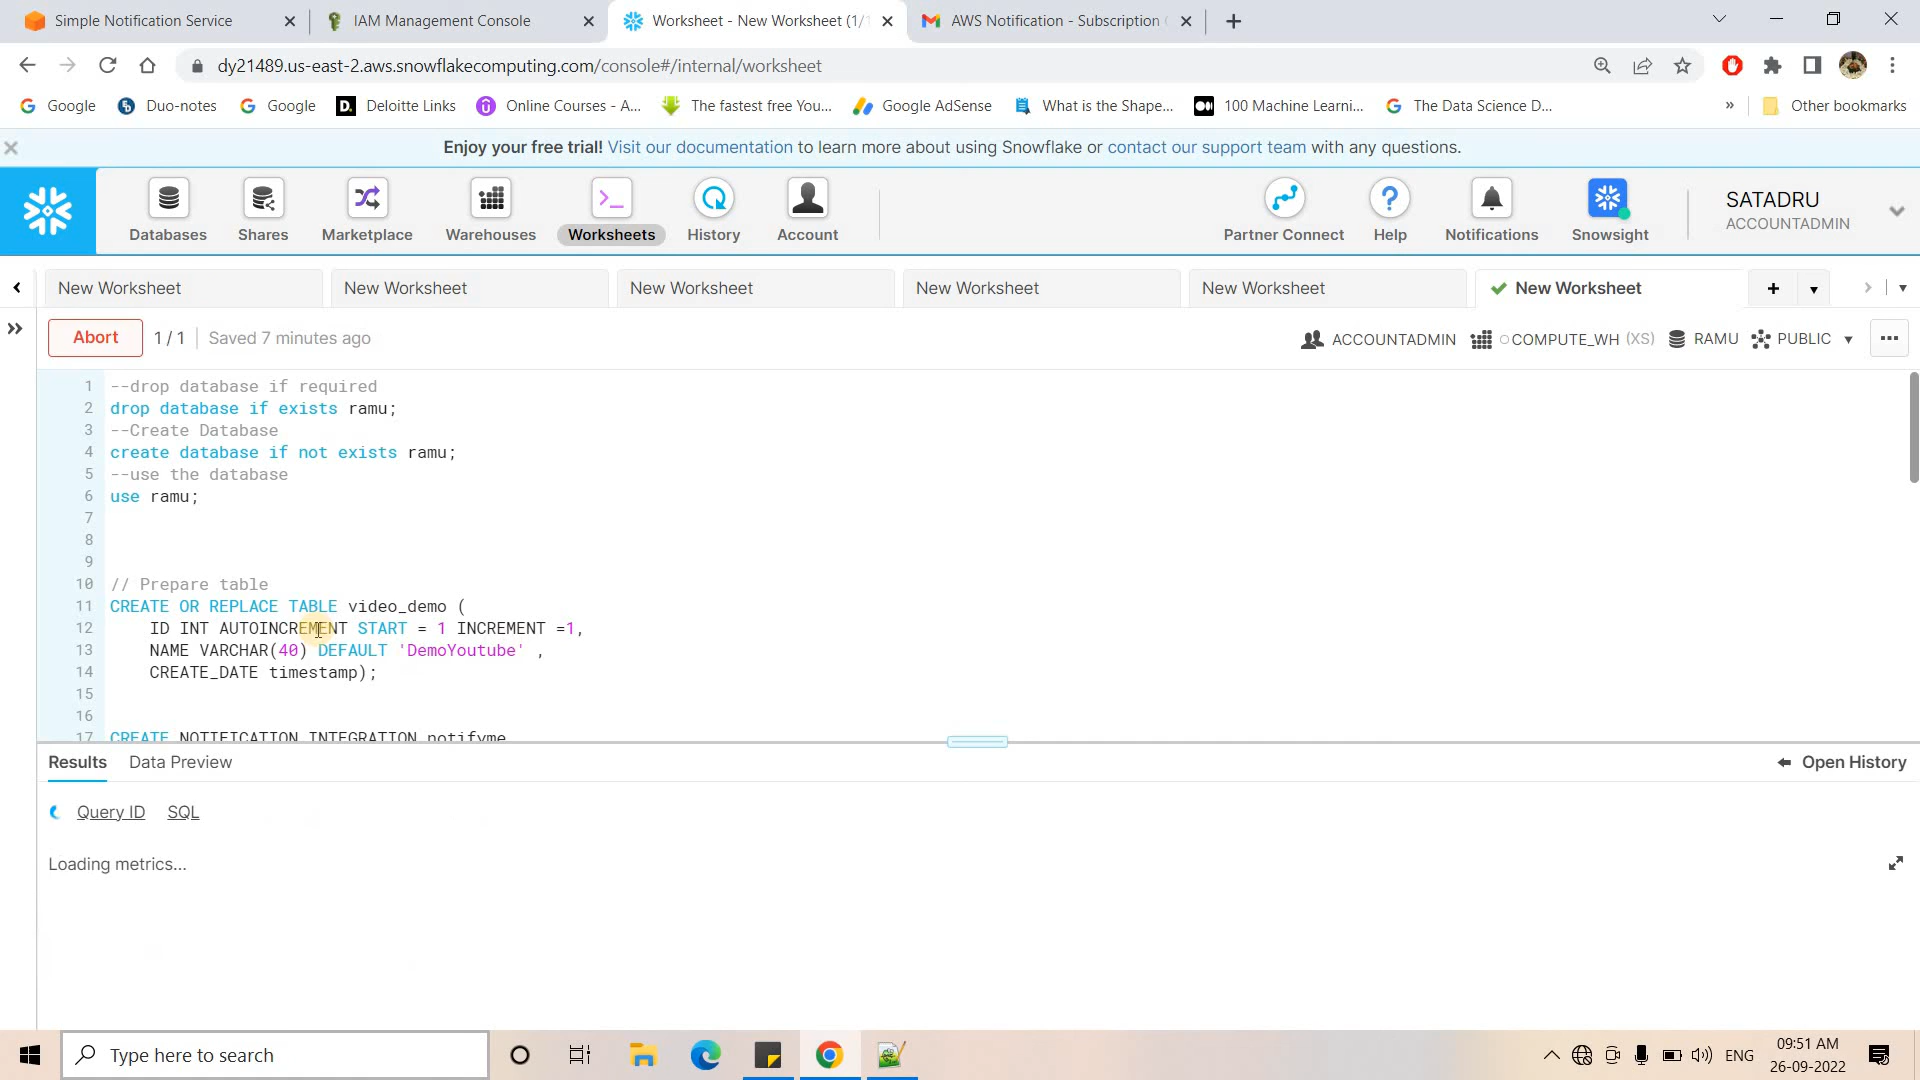 Simple Notification Service
IAM Management Console
Worksheet - New Worksheet (1/1
AWS Notification - Subscription
dy21489.us-east-2.aws.snowflakecomputing.com/console#/internal/worksheet
Google
Duo-notes
Google
Deloitte Links
Online Courses - A...
The fastest free You...
Google AdSense
What is the Shape...
100 Machine Learni...
The Data Science D...
»
Other bookmarks
Enjoy your free trial! Visit our documentation to learn more about using Snowflake or contact our support team with any questions.
Databases
Shares
Marketplace
Warehouses
Worksheets
History
Account
Partner Connect
Help
Notifications
Snowsight
SATADRU
ACCOUNTADMIN
New Worksheet
New Worksheet
New Worksheet
New Worksheet
New Worksheet
New Worksheet
Abort
1 / 1
Saved 7 minutes ago
ACCOUNTADMIN
COMPUTE_WH (XS)
RAMU
PUBLIC
1 --drop database if required
2 drop database if exists ramu;
3 --Create Database
4 create database if not exists ramu;
5 --use the database
6 use ramu;
7
8
9
10 // Prepare table
11 CREATE OR REPLACE TABLE video_demo (
12 ID INT AUTOINCREMENT START = 1 INCREMENT =1,
13 NAME VARCHAR(40) DEFAULT 'DemoYoutube' ,
14 CREATE_DATE timestamp);
15
16
17 CREATE NOTIFICATION INTEGRATION notifyme
Results
Data Preview
Open History
Query ID
SQL
Loading metrics...
Type here to search
ENG
09:51 AM
26-09-2022